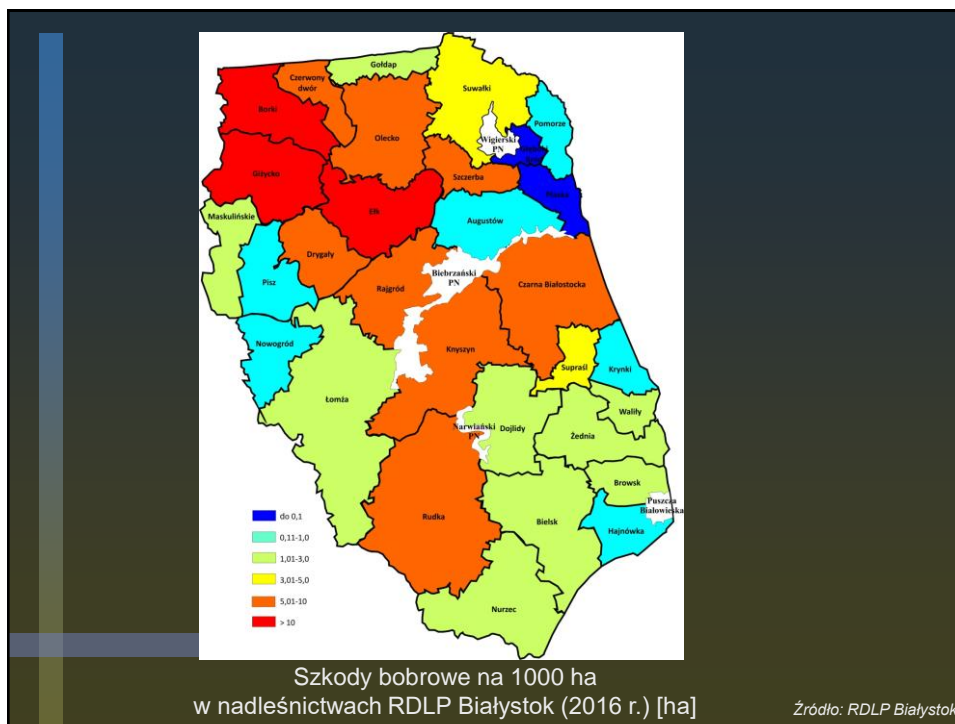 Gołdap
Czerwony
dwór
Suwałki
Borki
Pomorze
Olecko
Wigierski
PN
Szczebra
Giżycko
Ełk
Maskulińskie
Augustów
Drygały
Pisz
Biebrzański
PN
Rajgród
Czarna Białostocka
Nowogród
Knyszyn
Supraśl
Krynki
Łomża
Waliły
Narwiański
PN
Dojlidy
Żednia
Browsk
Puszcza
Białowieska
Rudka
Bielsk
Hajnówka
Nurzec
do 0,1
0,11-1,0
1,01-3,0
3,01-5,0
5,01-10
> 10
Szkody bobrowe na 1000 ha
w nadleśnictwach RDLP Białystok (2016 r.) [ha]
Źródło: RDLP Białystok